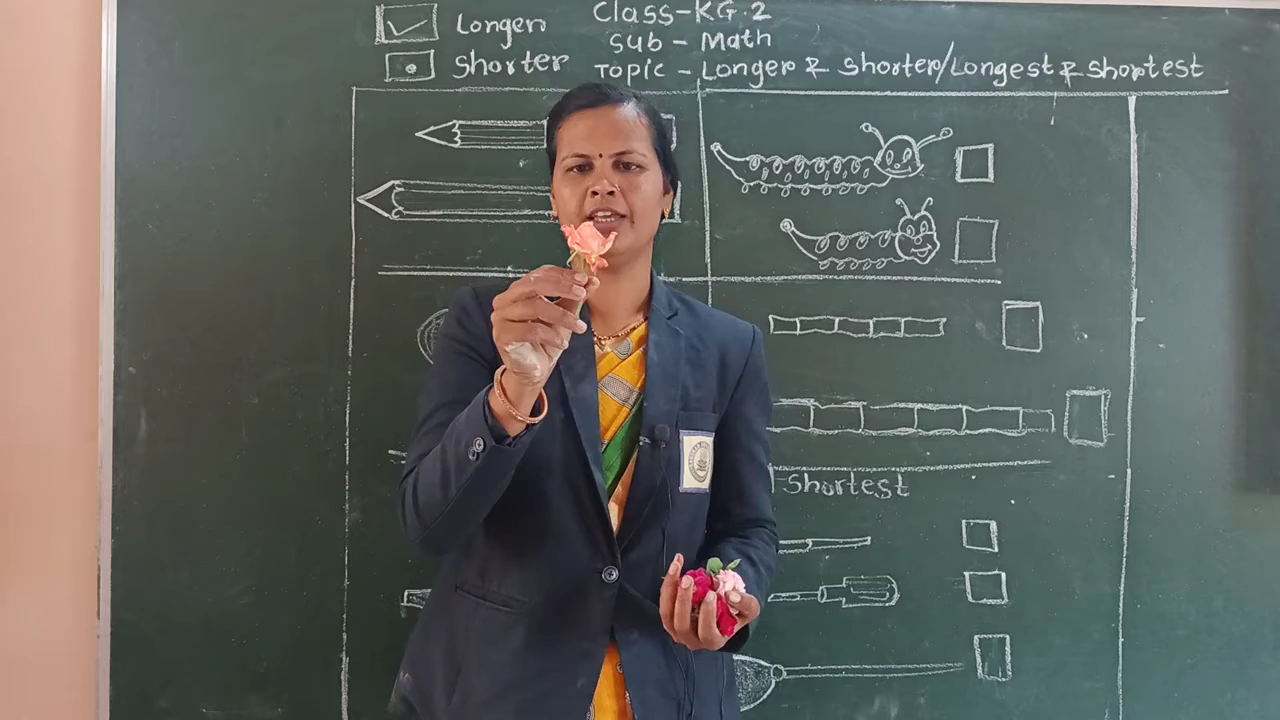 Longer
Shorter
Class-KG.2
Sub - Math
Topic - Longer & Shorter/Longest & Shortest
-Shortest